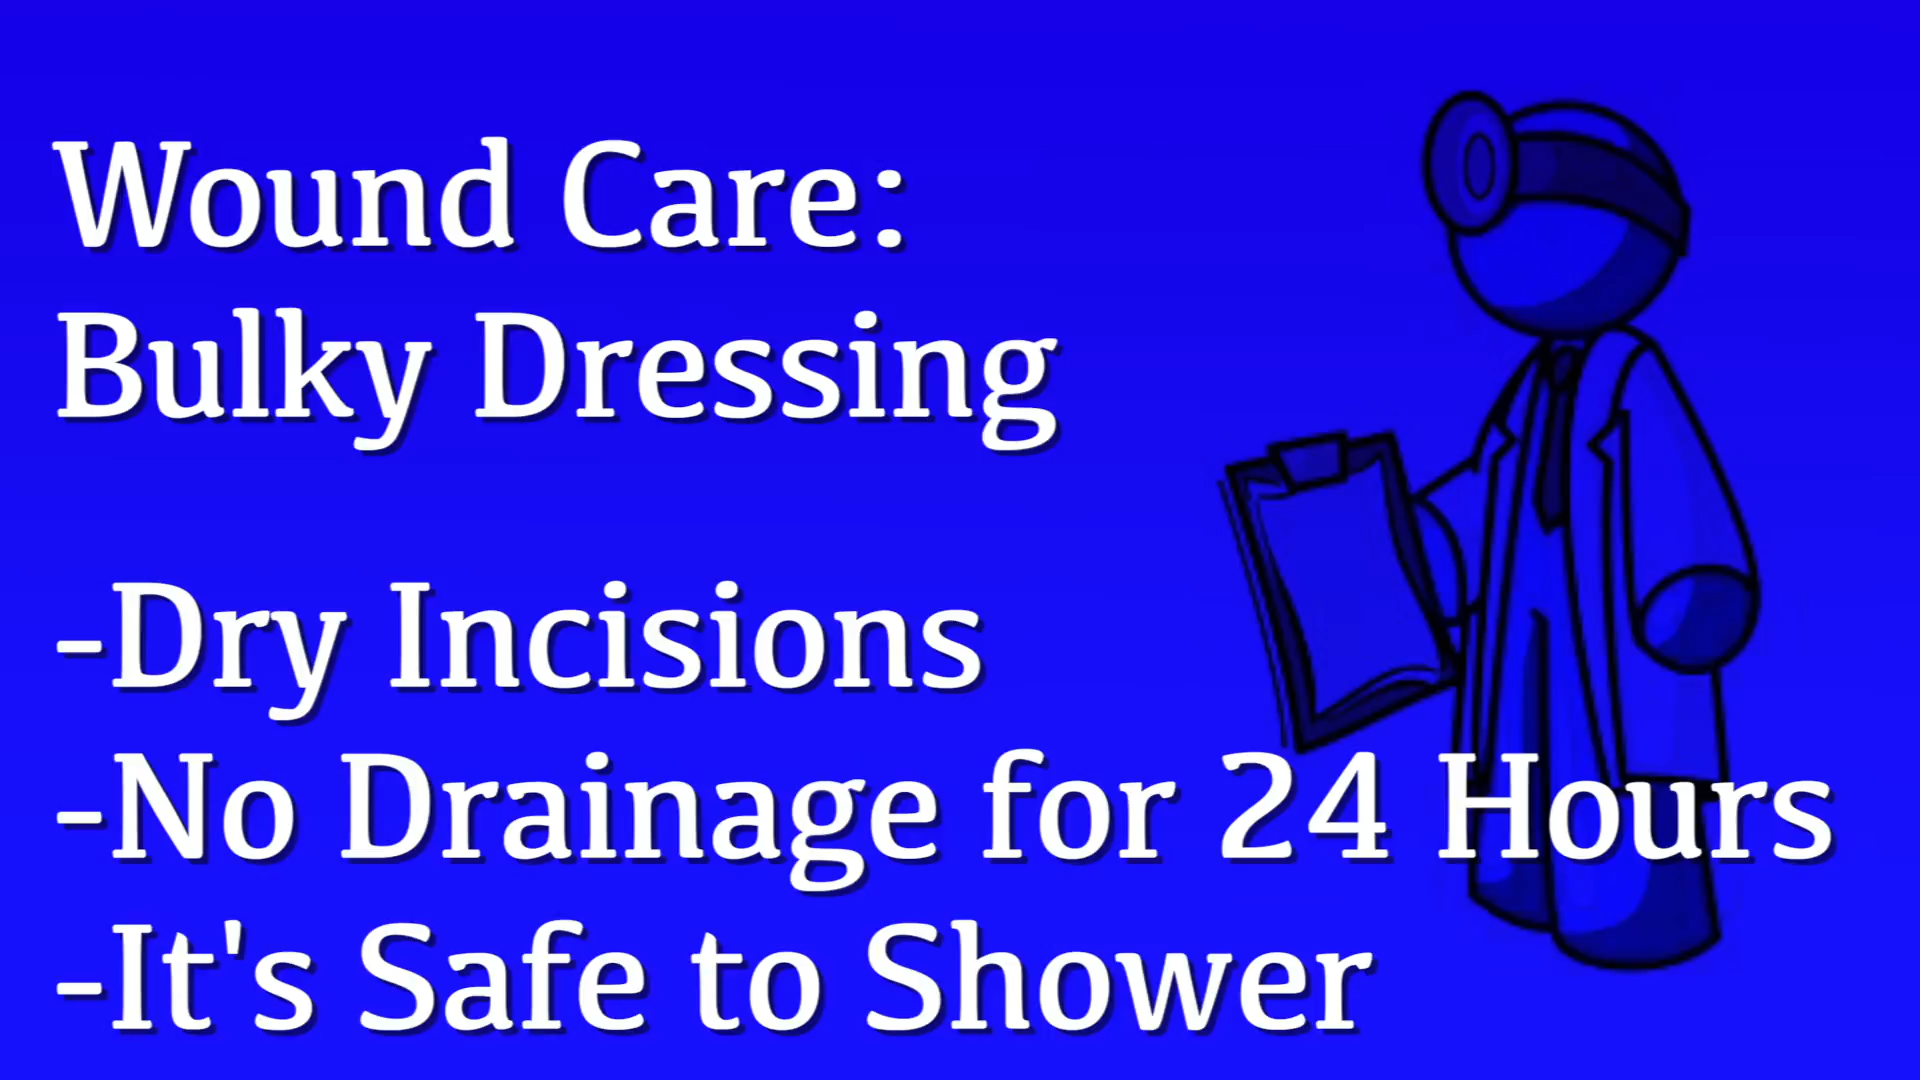 Wound Care:
Bulky Dressing
-Dry Incisions
-No Drainage for 24 Hours
-It's Safe to Shower